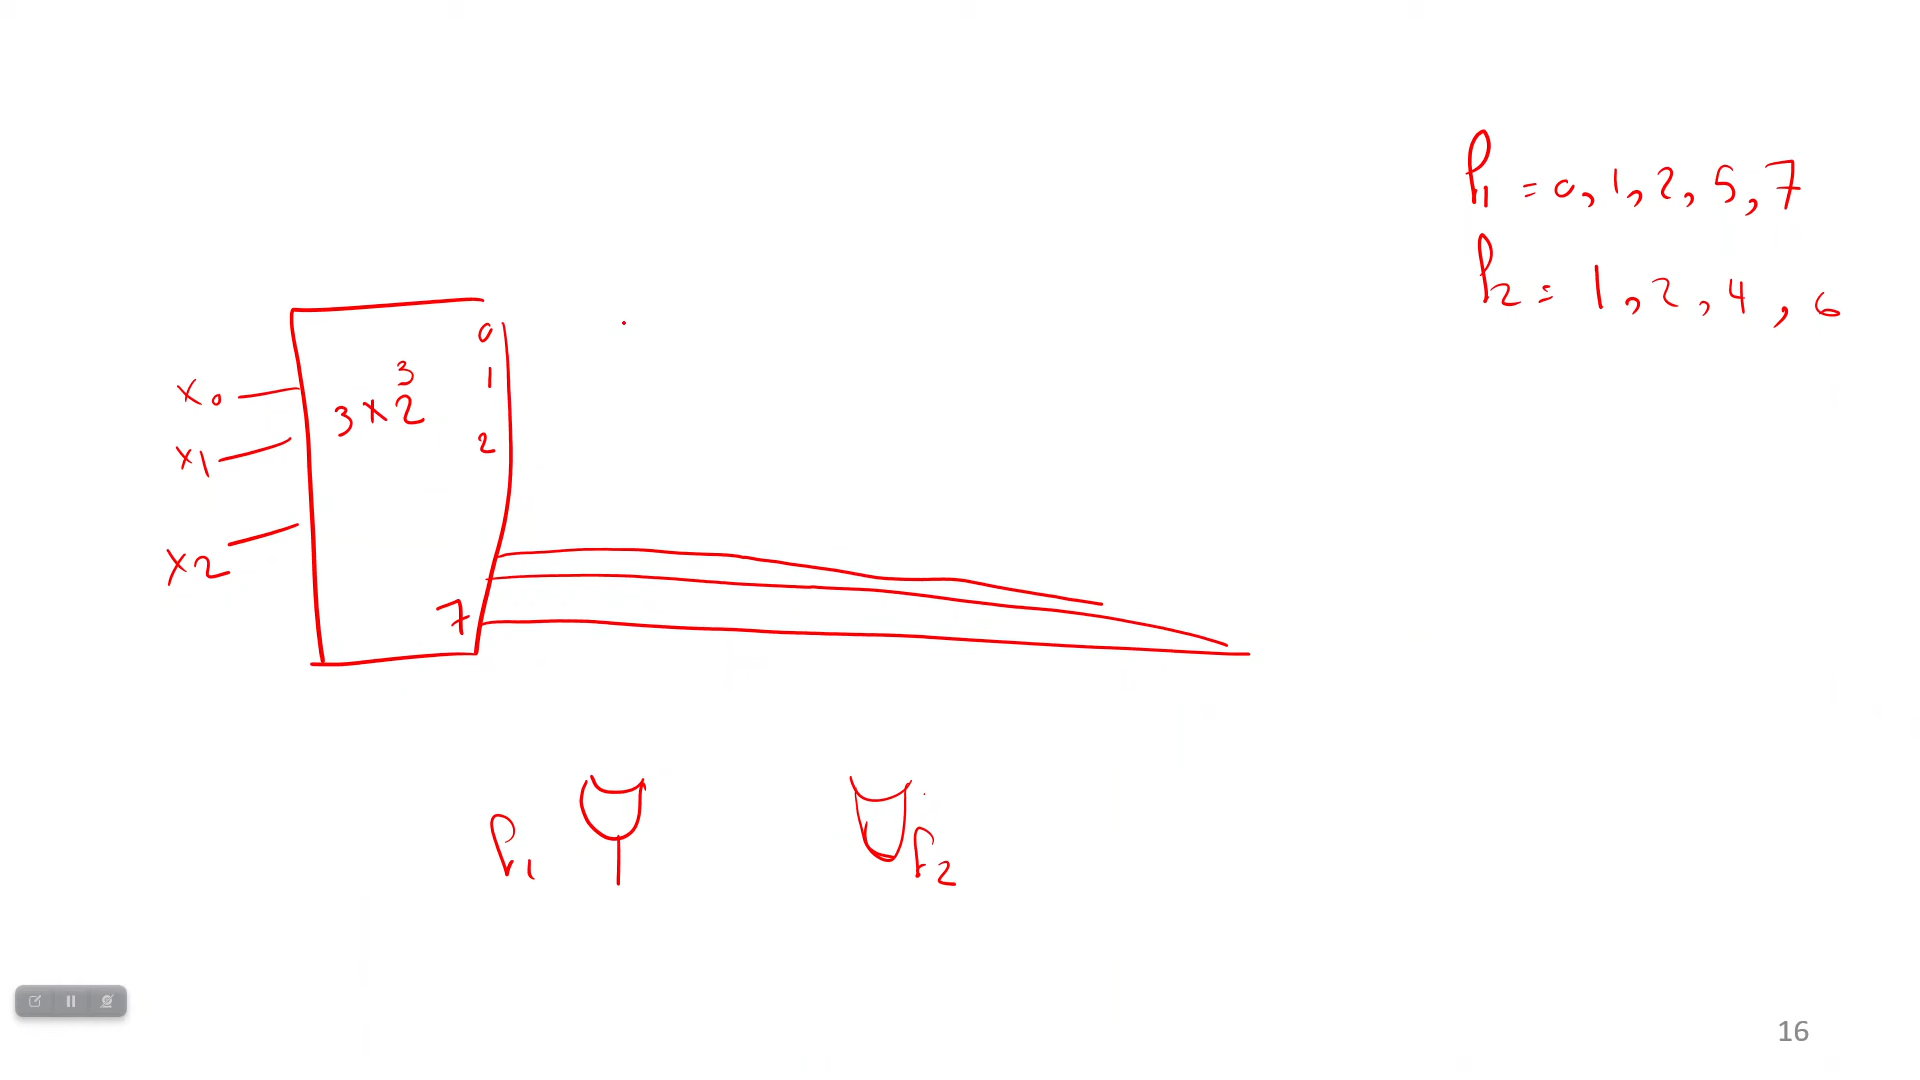 f1 = 0, 1, 2, 5, 7
f2 = 1, 2, 4, 6
0
3 x 2^3
1
x0
x1
2
x2
7
f1
f2
16